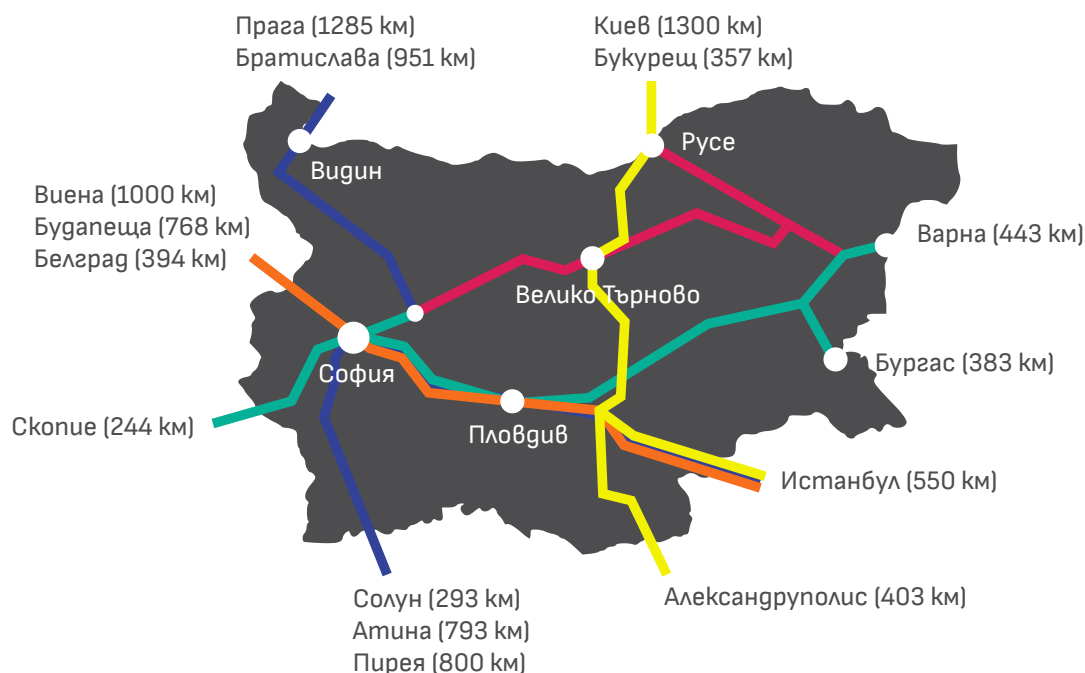 Прага (1285 км)
Братислава (951 км)
Киев (1300 км)
Букурещ (357 км)
Русе
Видин
Виена (1000 км)
Будапеща (768 км)
Белград (394 км)
Варна (443 км)
Велико Търново
София
Бургас (383 км)
Скопие (244 км)
Пловдив
Истанбул (550 км)
Солун (293 км)
Атина (793 км)
Пирея (800 км)
Александруполис (403 км)